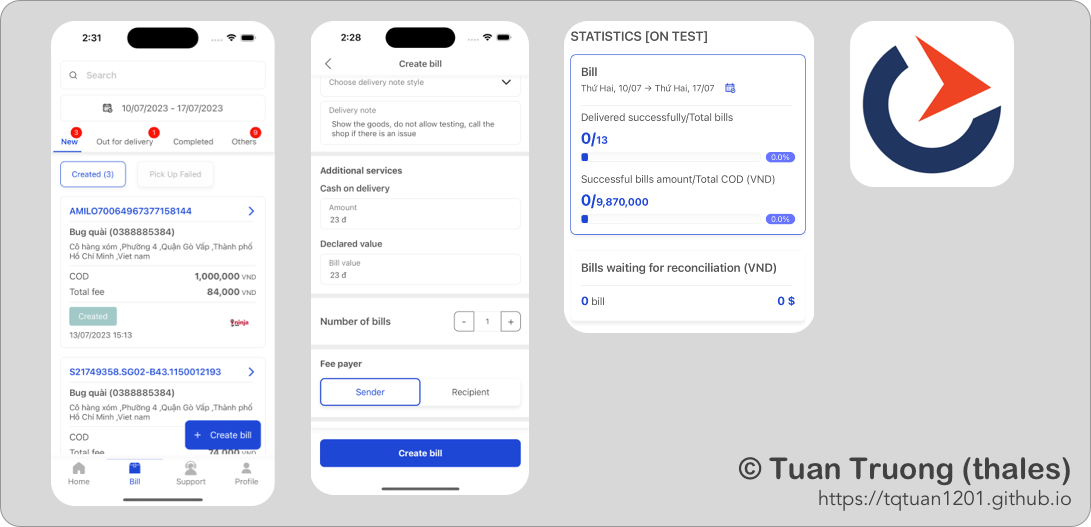 2:31
Search
10/07/2023 - 17/07/2023
3
1
9
New
Out for delivery
Completed
Others
Created (3)
Pick Up Failed
AMILO70064967377158144
Bug quài (0388885384)
Cô hàng xóm ,Phường 4 ,Quận Gò Vấp ,Thành phố
Hồ Chí Minh ,Viet nam
COD 1,000,000 VND
Total fee 84,000 VND
Created
ninja
13/07/2023 15:13
S21749358.SG02-B43.1150012193
Bug quài (0388885384)
Cô hàng xóm ,Phường 4 ,Quận Gò Vấp ,Thành phố
Hồ Chí Minh ,Viet nam
COD
+ Create bill
Total fee 74,000 VND
Home
Bill
Support
Profile
2:28
Create bill
Choose delivery note style
Delivery note
Show the goods, do not allow testing, call the
shop if there is an issue
Additional services
Cash on delivery
Amount
23 đ
Declared value
Bill value
23 đ
Number of bills - 1 +
Fee payer
Sender
Recipient
Create bill
STATISTICS [ON TEST]
Bill
Thứ Hai, 10/07 → Thứ Hai, 17/07
Delivered successfully/Total bills
0/13
0.0%
Successful bills amount/Total COD (VND)
0/9,870,000
0.0%
Bills waiting for reconciliation (VND)
0 bill 0 $
© Tuan Truong (thales)
https://tqtuan1201.github.io